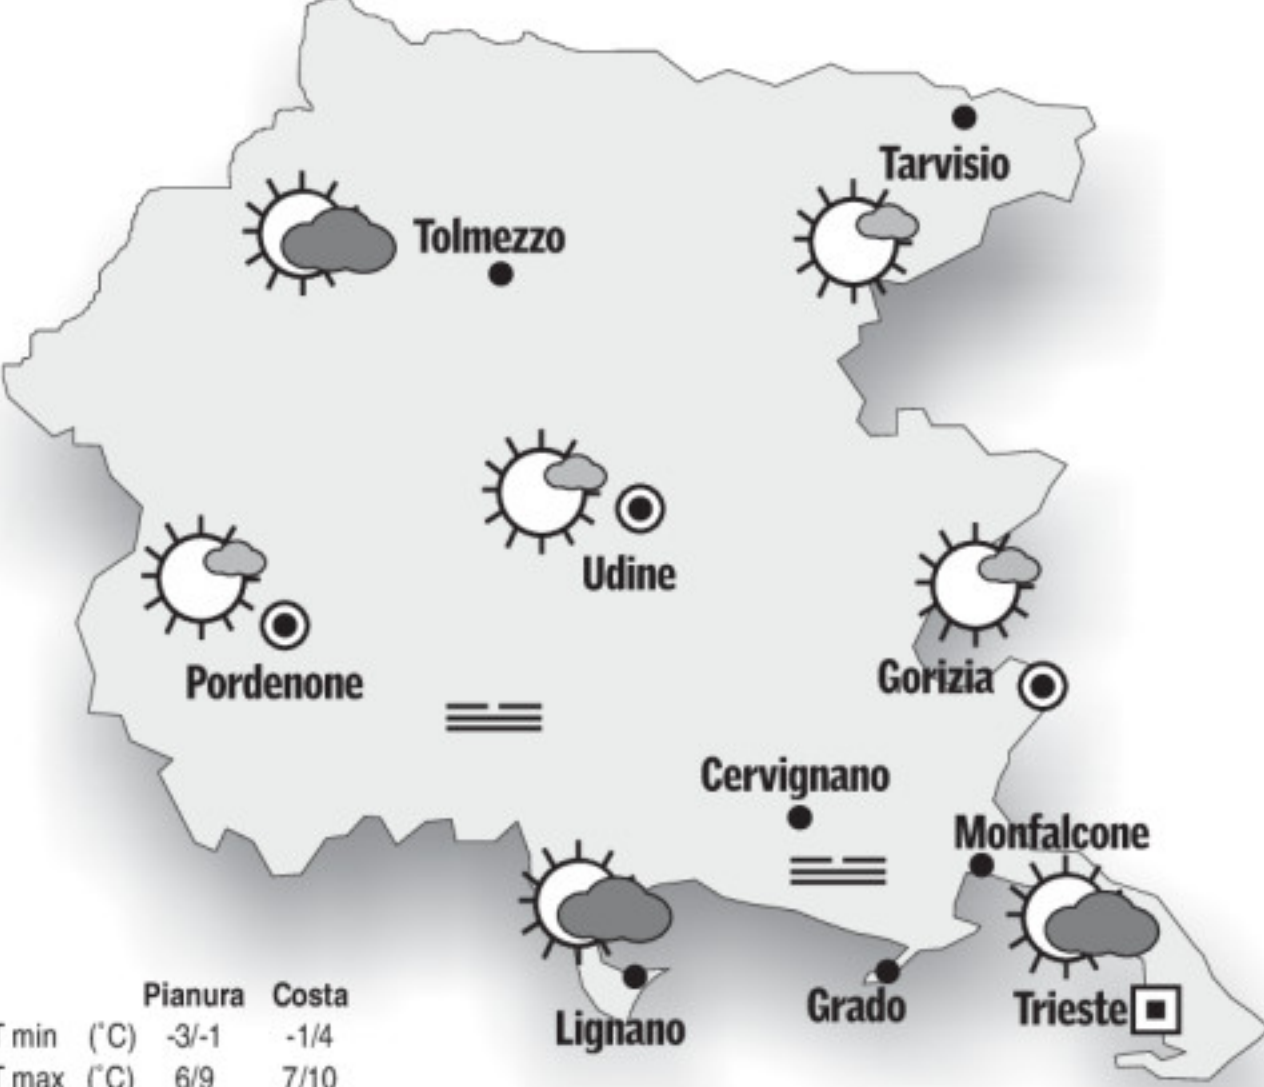 Tarvisio
Tolmezzo
Udine
Pordenone
Gorizia
Cervignano
Monfalcone
Grado
Trieste
Lignano
Pianura Costa
T min (°C) -3/-1 -1/4
T max (°C) 6/9 7/10